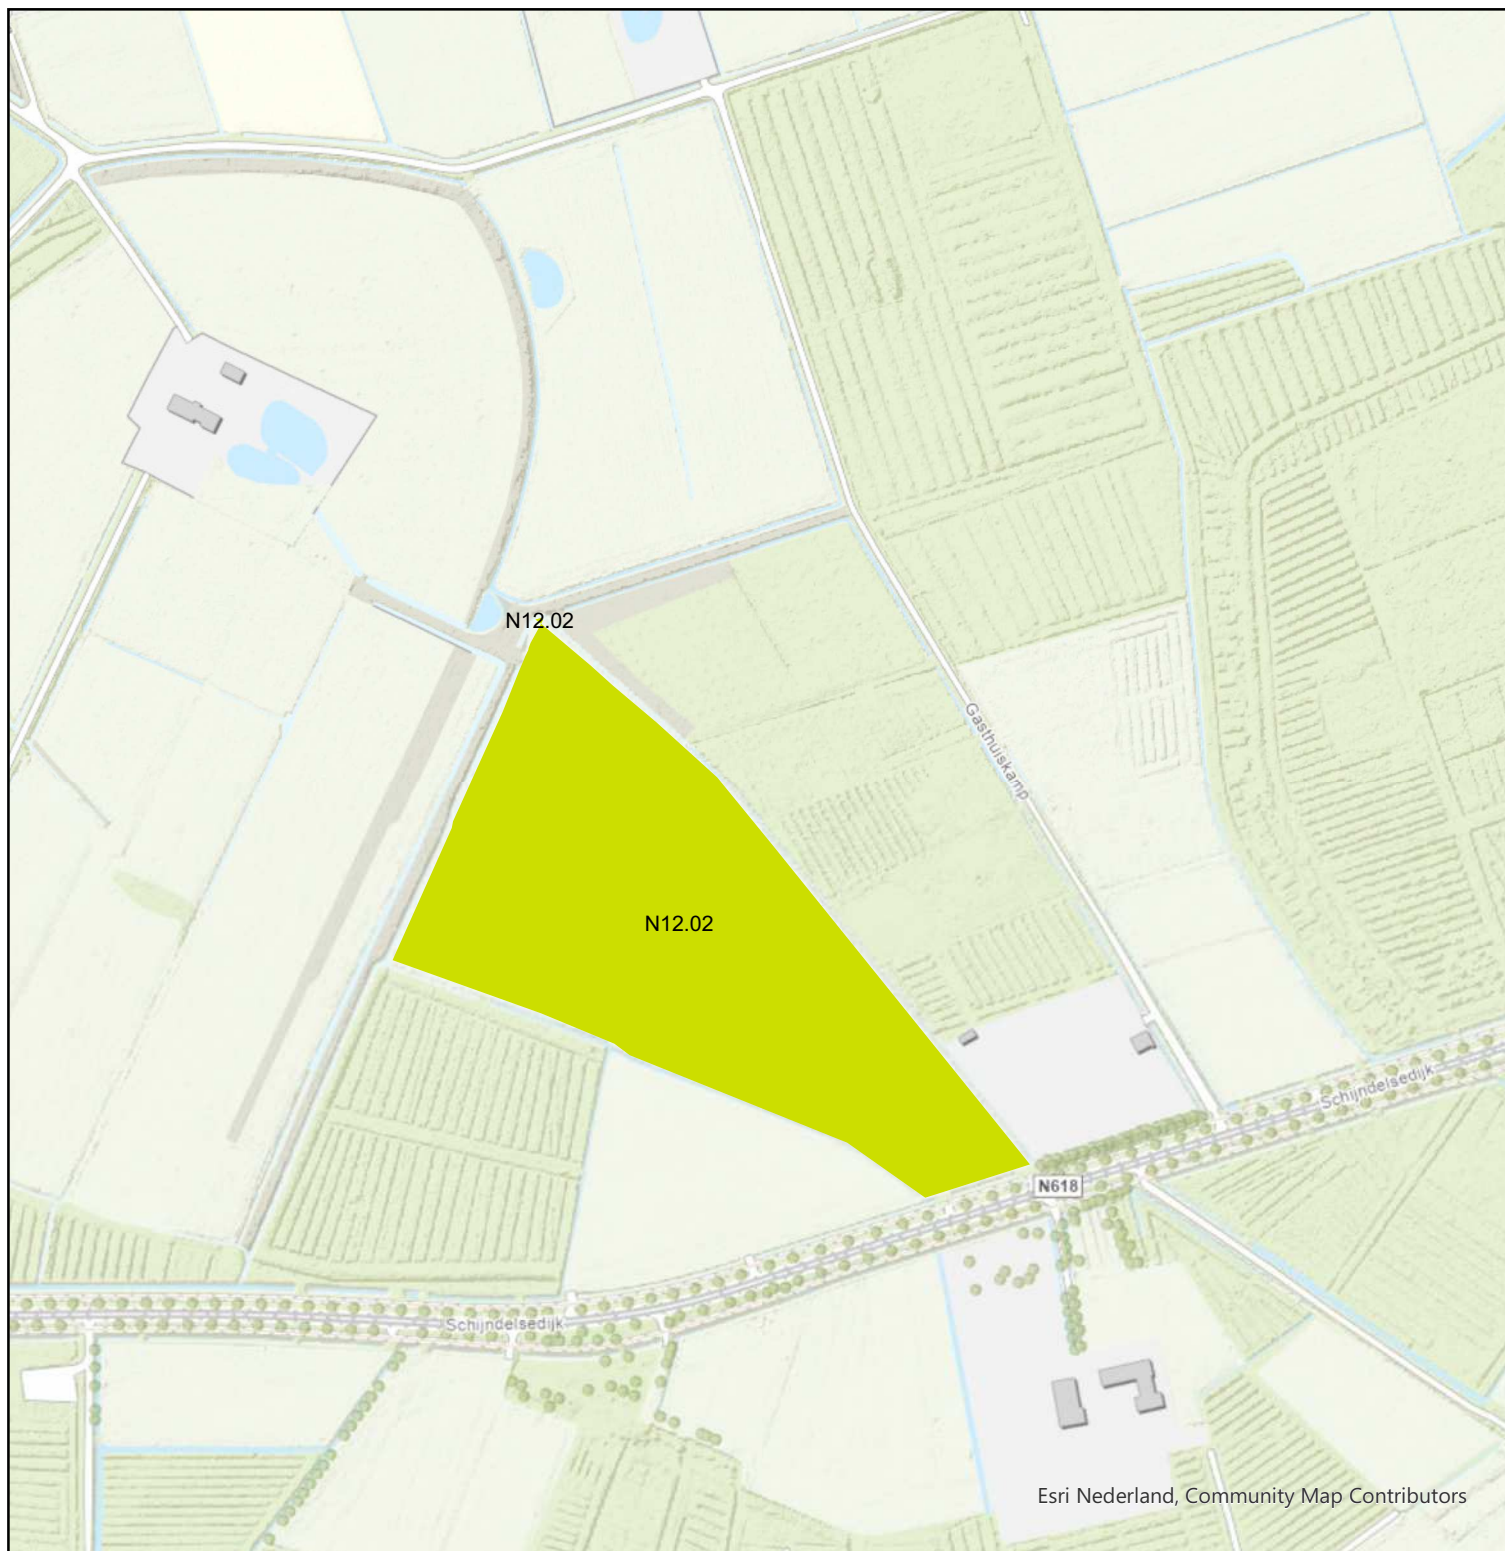 N12.02
Gasthuiskamp
N12.02
Schijndelsedijk
N618
Schijndelsedijk
Esri Nederland, Community Map Contributors